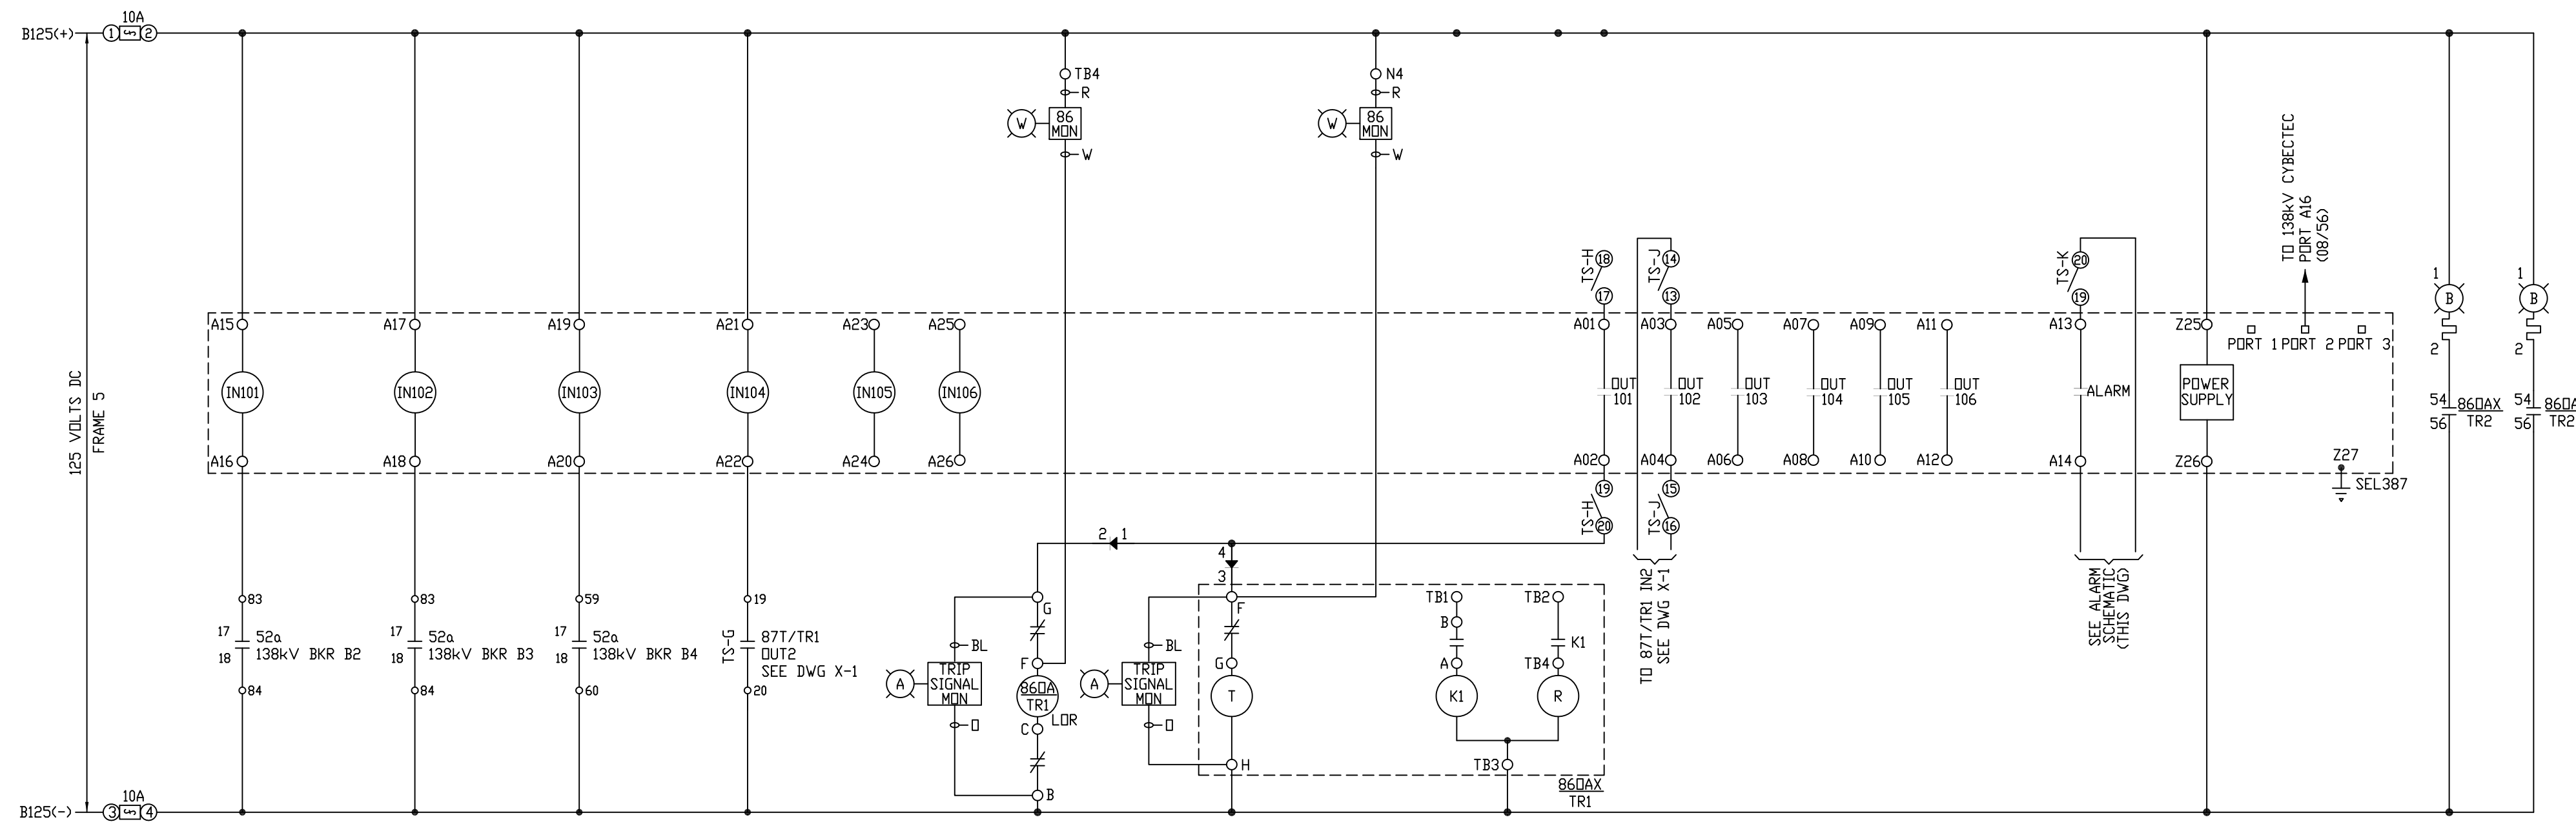 10A
B125(+) 1 2
TB4
R
W 86
MON
W
N4
R
W 86
MON
W
TO 138kV CYBECTEC
PORT A16
(08/56)
125 VOLTS DC
FRAME 5
TS-H 18
17
TS-J 14
13
TS-K 20
19
1
B
2
1
B
2
A15 A17 A19 A21 A23 A25 A01 A03 A05 A07 A09 A11 A13 Z25
PORT 1 PORT 2 PORT 3
IN101 IN102 IN103 IN104 IN105 IN106
OUT
101
OUT
102
OUT
103
OUT
104
OUT
105
OUT
106
ALARM
POWER
SUPPLY
54
56
86OAX
TR2
54
56
86OA
TR2
A16 A18 A20 A22 A24 A26 A02 A04 A06 A08 A10 A12 A14 Z26
Z27
SEL387
TS-H 19
20
TS-J 15
16
2 1
4
3
TO 87T/TR1 IN2
SEE DWG X-1
SEE ALARM
SCHEMATIC
(THIS DWG)
83
17
18
52a
138kV BKR B2
84
83
17
18
52a
138kV BKR B3
84
59
17
18
52a
138kV BKR B4
60
19
TS-G
87T/TR1
OUT2
SEE DWG X-1
20
BL
A
TRIP
SIGNAL
MON
O
G
F
86OA
TR1
LOR
C
B
BL
A
TRIP
SIGNAL
MON
O
F
G
T
H
TB1
B
A
K1
TB2
K1
TB4
R
TB3
86OAX
TR1
10A
B125(-) 3 4